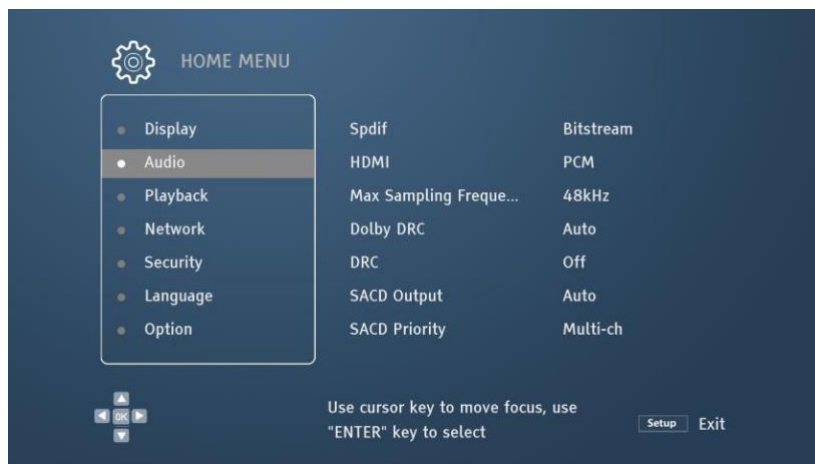 HOME MENU
Display
Audio
Playback
Network
Security
Language
Option
Spdif Bitstream
HDMI PCM
Max Sampling Freque... 48kHz
Dolby DRC Auto
DRC Off
SACD Output Auto
SACD Priority Multi-ch
OK
Use cursor key to move focus, use
"ENTER" key to select
Setup Exit